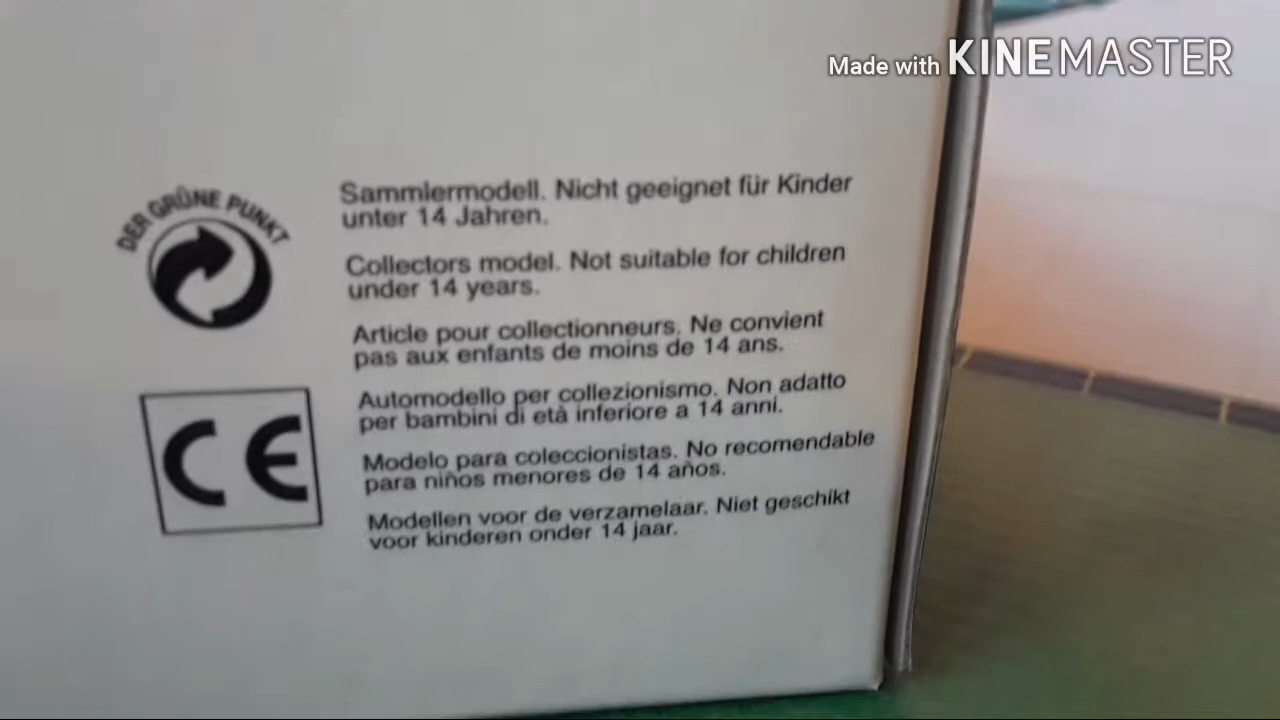 Made with KINEMASTER
DER GRÜNE PUNKT
Sammlermodell. Nicht geeignet für Kinder
unter 14 Jahren.
Collectors model. Not suitable for children
under 14 years.
Article pour collectionneurs. Ne convient
pas aux enfants de moins de 14 ans.
Automodello per collezionismo. Non adatto
per bambini di età inferiore a 14 anni.
Modelo para coleccionistas. No recomendable
para niños menores de 14 años.
Modellen voor de verzamelaar. Niet geschikt
voor kinderen onder 14 jaar.
CE